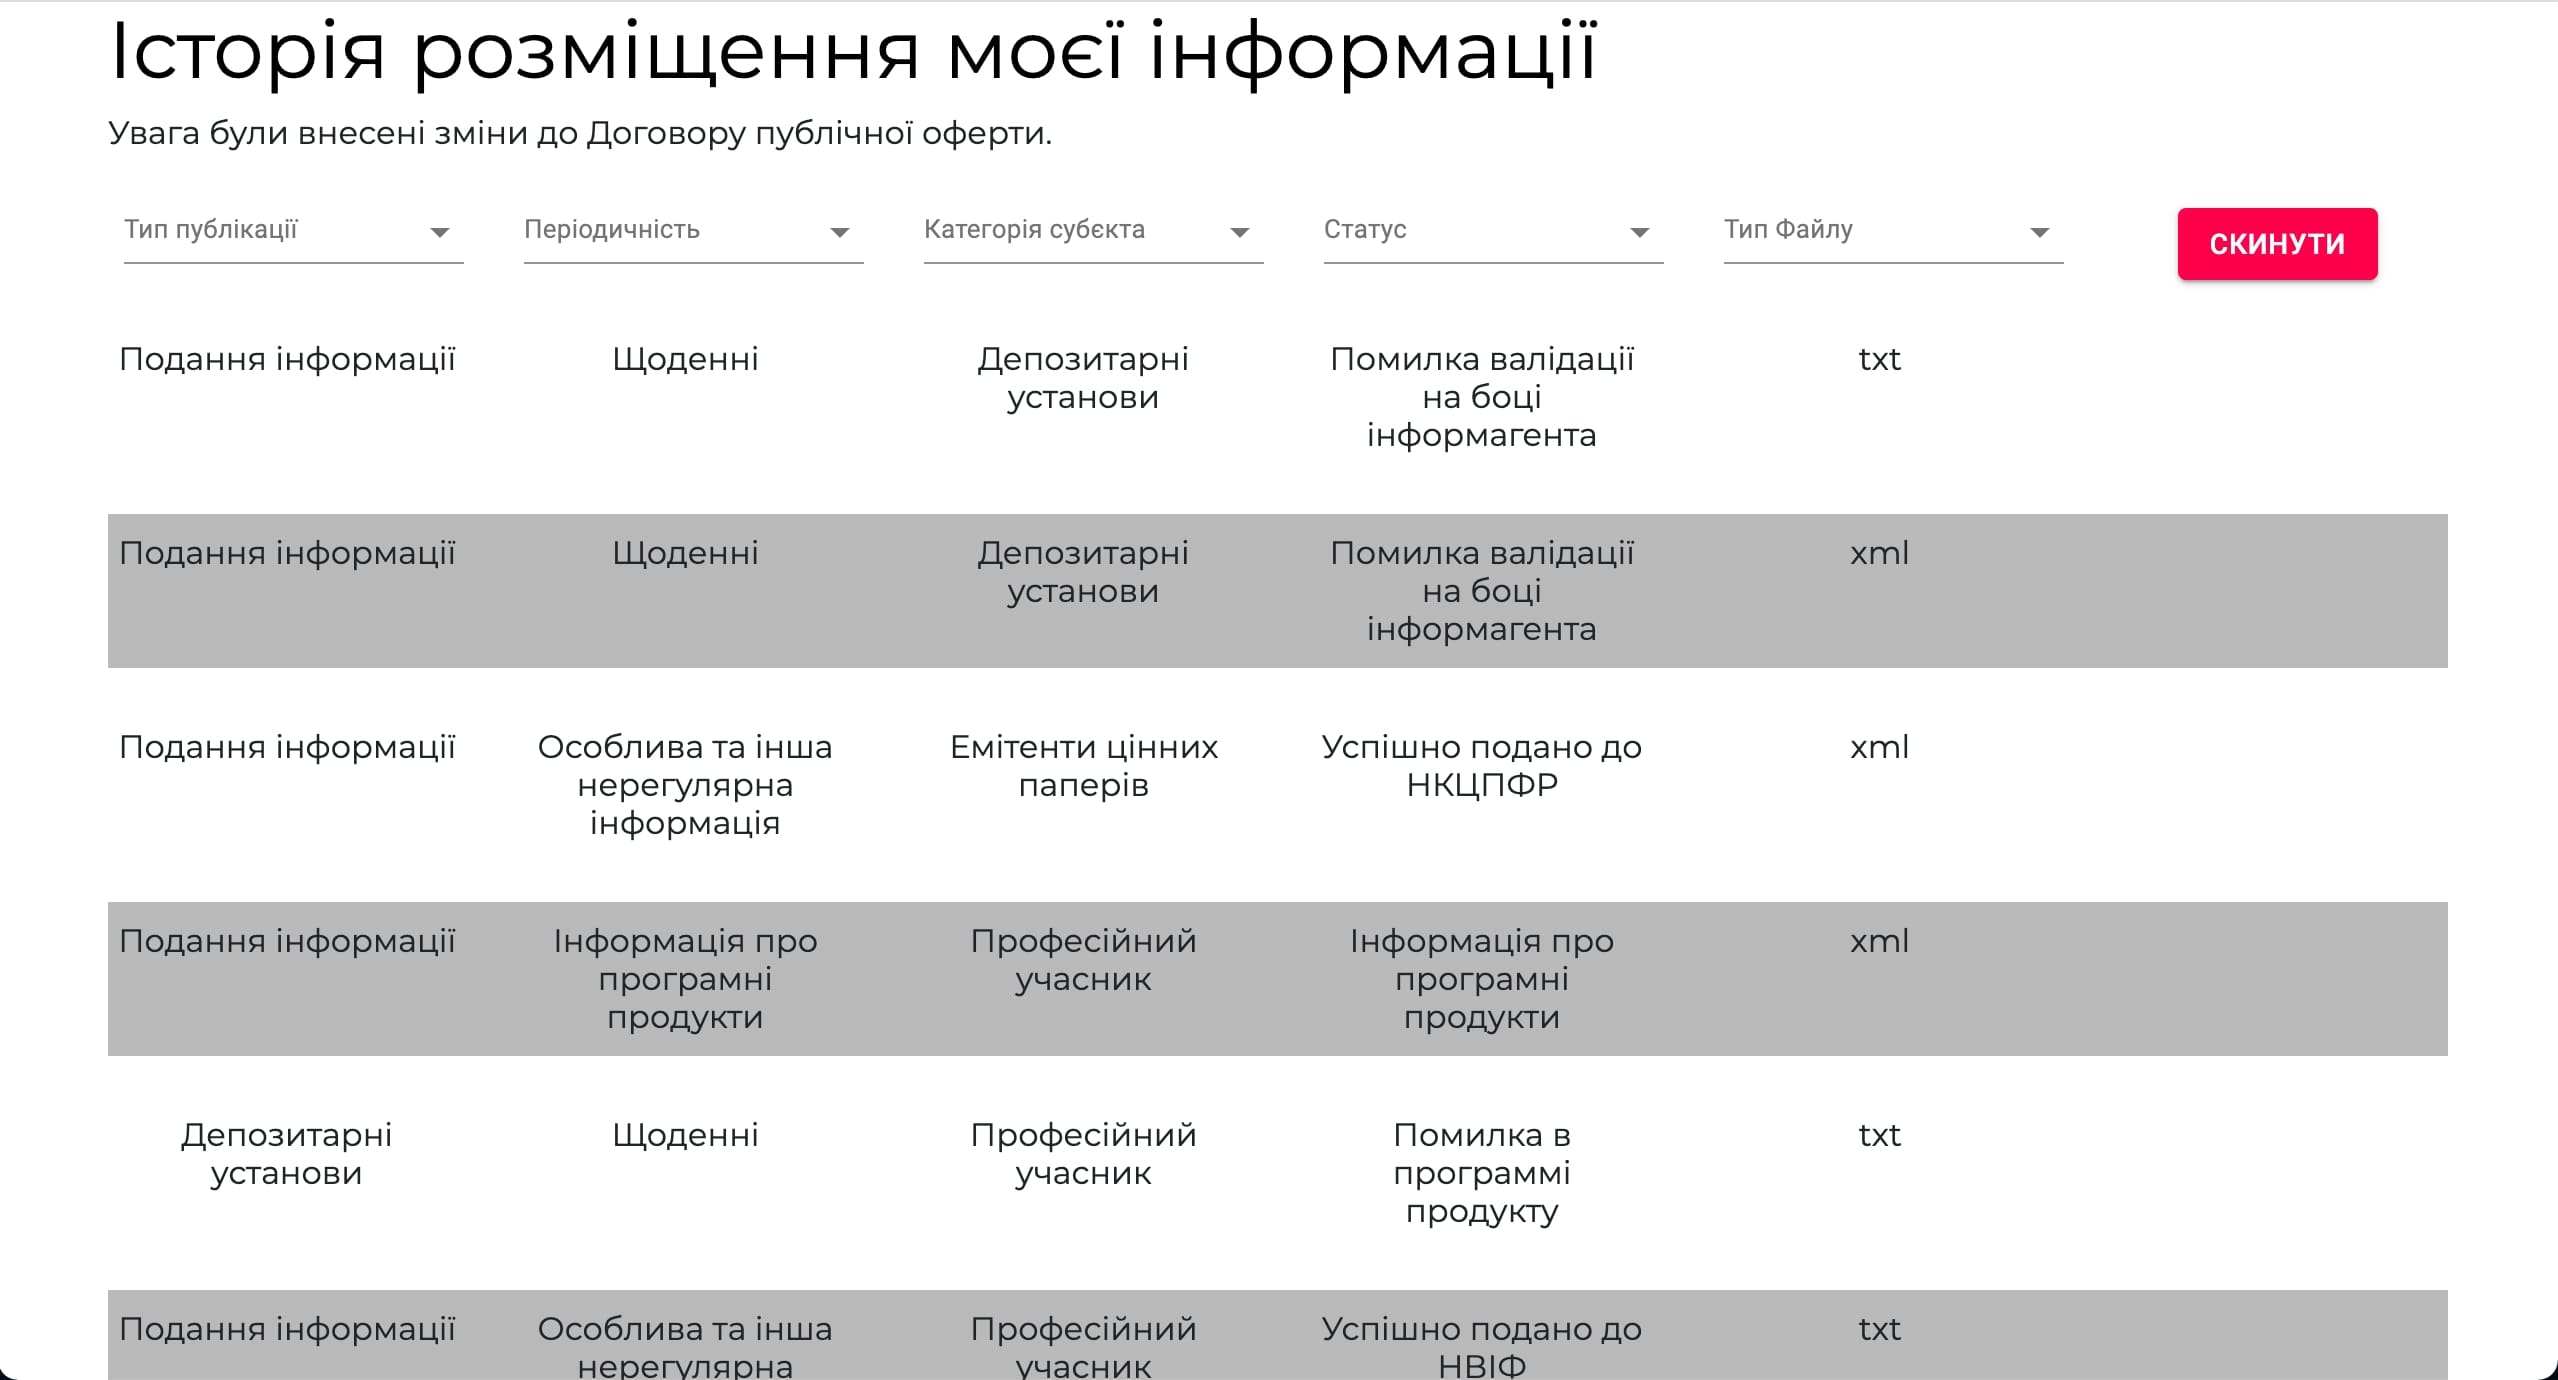 Історія розміщення моєї інформації
Увага були внесені зміни до Договору публічної оферти.
Тип публікації
Періодичність
Категорія субєкта
Статус
Тип Файлу
СКИНУТИ
Подання інформації
Щоденні
Депозитарні
установи
Помилка валідації
на боці
інформагента
txt
Подання інформації
Щоденні
Депозитарні
установи
Помилка валідації
на боці
інформагента
xml
Подання інформації
Особлива та інша
нерегулярна
інформація
Емітенти цінних
паперів
Успішно подано до
НКЦПФР
xml
Подання інформації
Інформація про
програмні
продукти
Професійний
учасник
Інформація про
програмні
продукти
xml
Депозитарні
установи
Щоденні
Професійний
учасник
Помилка в
программі
продукту
txt
Подання інформації
Особлива та інша
нерегулярна
Професійний
учасник
Успішно подано до
НВІФ
txt